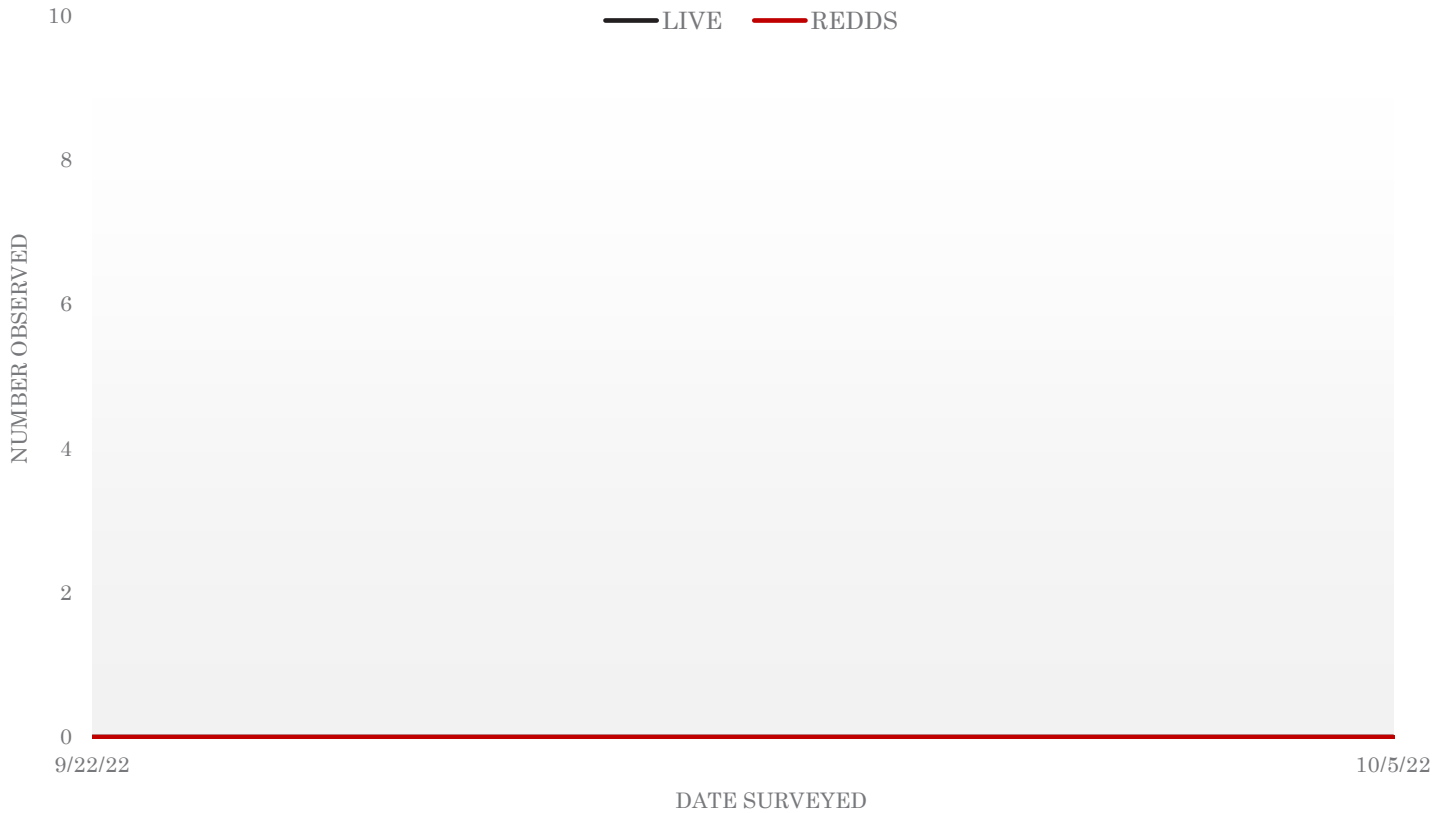 10
LIVE REDDS
8
6
4
2
0
NUMBER OBSERVED
9/22/22 10/5/22
DATE SURVEYED